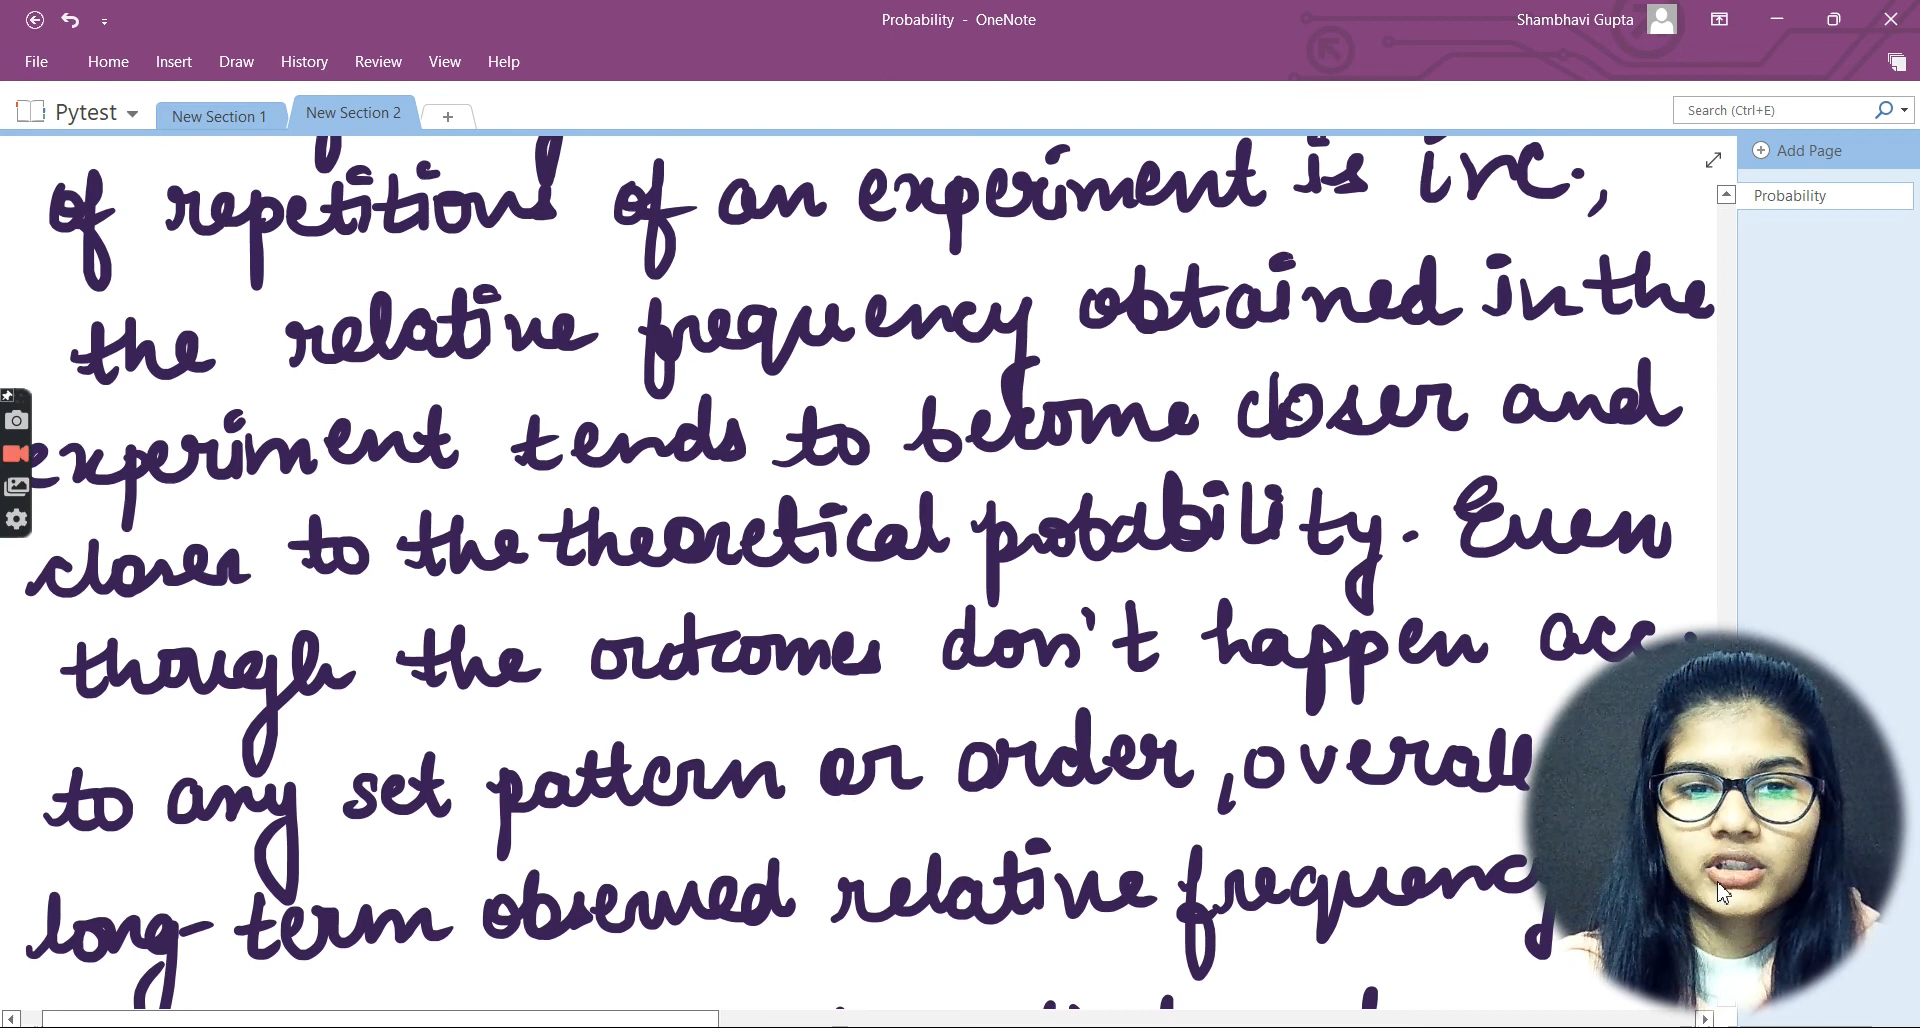 Probability - OneNote
Shambhavi Gupta
File Home Insert Draw History Review View Help
Pytest
New Section 1
New Section 2
+
Search (Ctrl+E)
Add Page
Probability
of repetitions of an experiment is inc.,
the relative frequency obtained in the
experiment tends to become closer and
closer to the theoretical probability. Even
though the outcomes don't happen acc.
to any set pattern or order, overall
long-term observed relative frequency